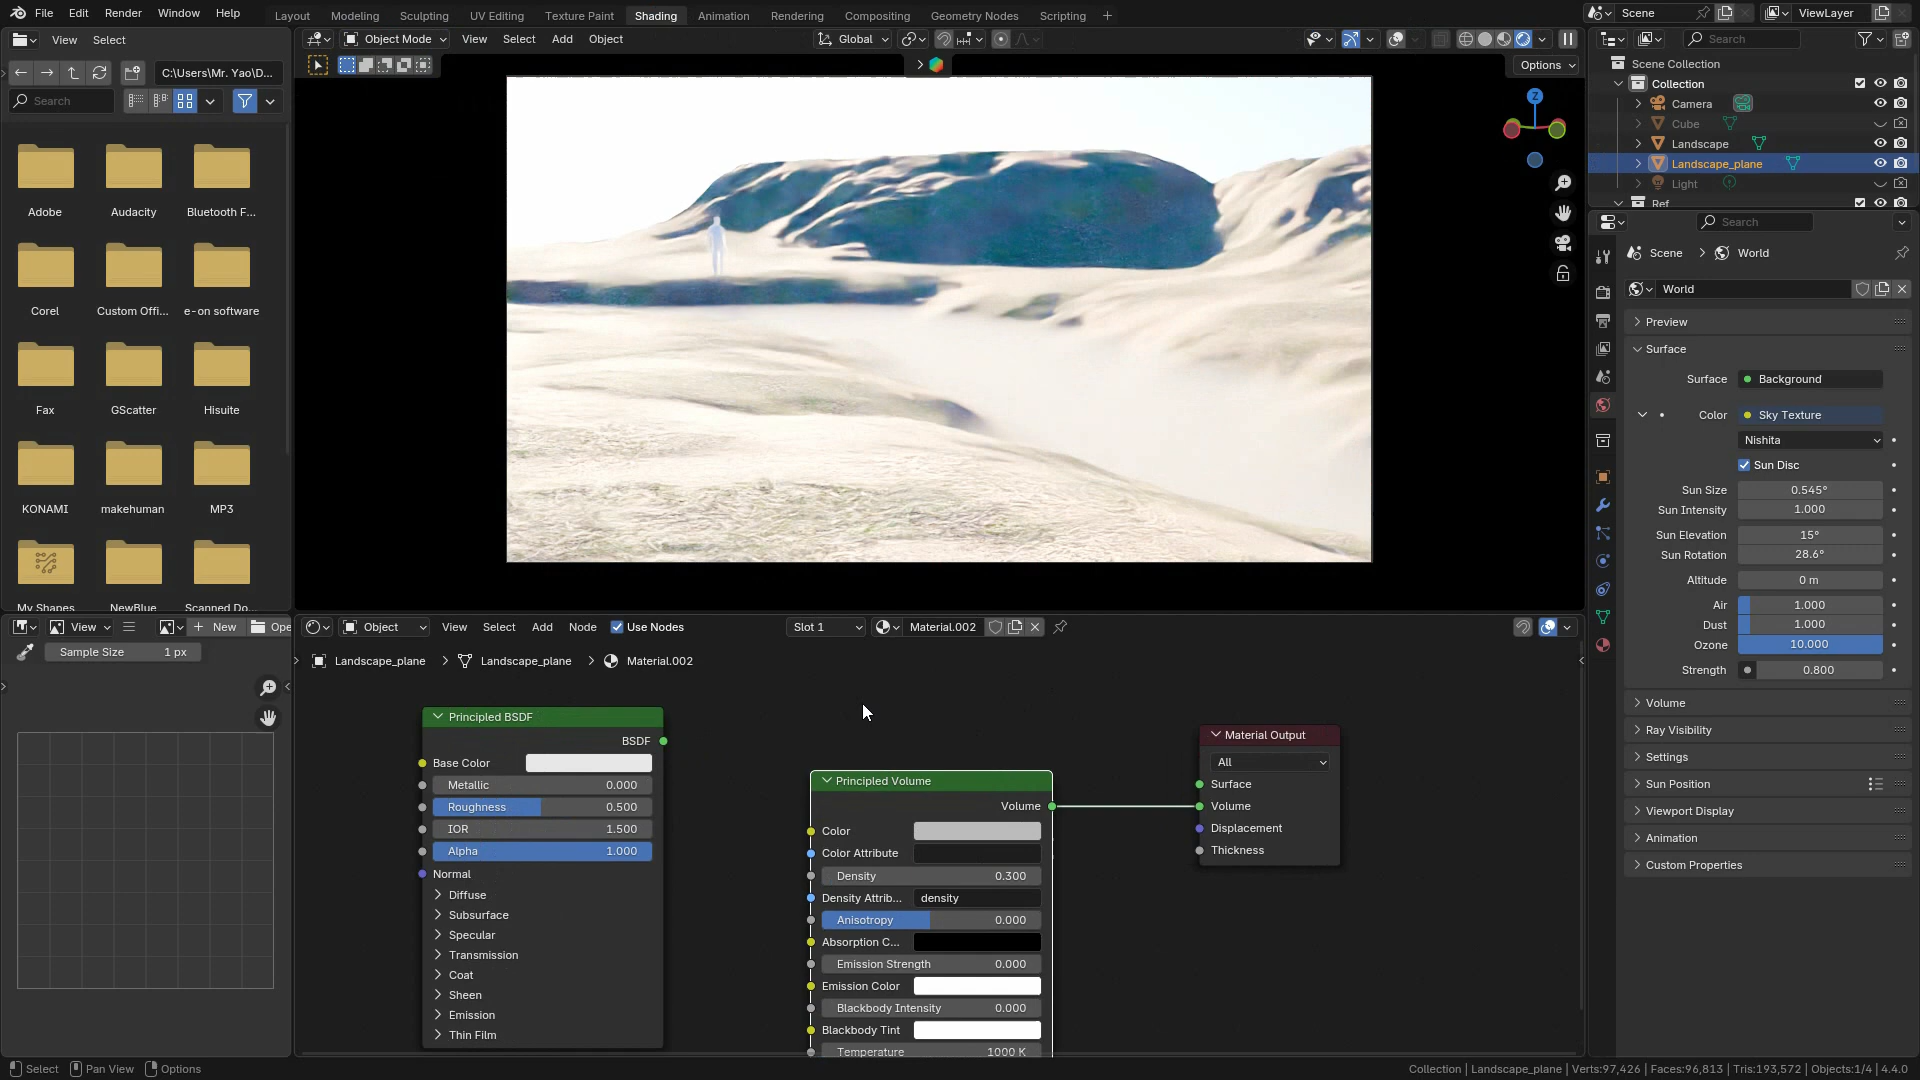 File Edit Render Window Help
Layout Modeling Sculpting UV Editing Texture Paint Shading Animation Rendering Compositing Geometry Nodes Scripting +
Scene
ViewLayer
View Select
C:\Users\Mr. Yao\D...
Search
Adobe Audacity Bluetooth F...
Corel Custom Offi... e-on software
Fax GScatter Hisuite
KONAMI makehuman MP3
My Shapes NewBlue Scanned Do...
Object Mode View Select Add Object
Global
Options
Z
Search
Scene Collection
Collection
Camera
Cube
Landscape
Landscape_plane
Light
Ref
Search
Scene > World
World
Preview
Surface
Surface Background
Color Sky Texture
Nishita
Sun Disc
Sun Size 0.545°
Sun Intensity 1.000
Sun Elevation 15°
Sun Rotation 28.6°
Altitude 0 m
Air 1.000
Dust 1.000
Ozone 10.000
Strength 0.800
Volume
Ray Visibility
Settings
Sun Position
Viewport Display
Animation
Custom Properties
View
New
Ope
Sample Size 1 px
Object View Select Add Node Use Nodes
Slot 1
Material.002
Landscape_plane > Landscape_plane > Material.002
Principled BSDF
BSDF
Base Color
Metallic 0.000
Roughness 0.500
IOR 1.500
Alpha 1.000
Normal
Diffuse
Subsurface
Specular
Transmission
Coat
Sheen
Emission
Thin Film
Principled Volume
Volume
Color
Color Attribute
Density 0.300
Density Attrib... density
Anisotropy 0.000
Absorption C...
Emission Strength 0.000
Emission Color
Blackbody Intensity 0.000
Blackbody Tint
Temperature 1000 K
Material Output
All
Surface
Volume
Displacement
Thickness
Select Pan View Options
Collection | Landscape_plane | Verts:97,426 | Faces:96,813 | Tris:193,572 | Objects:1/4 | 4.4.0